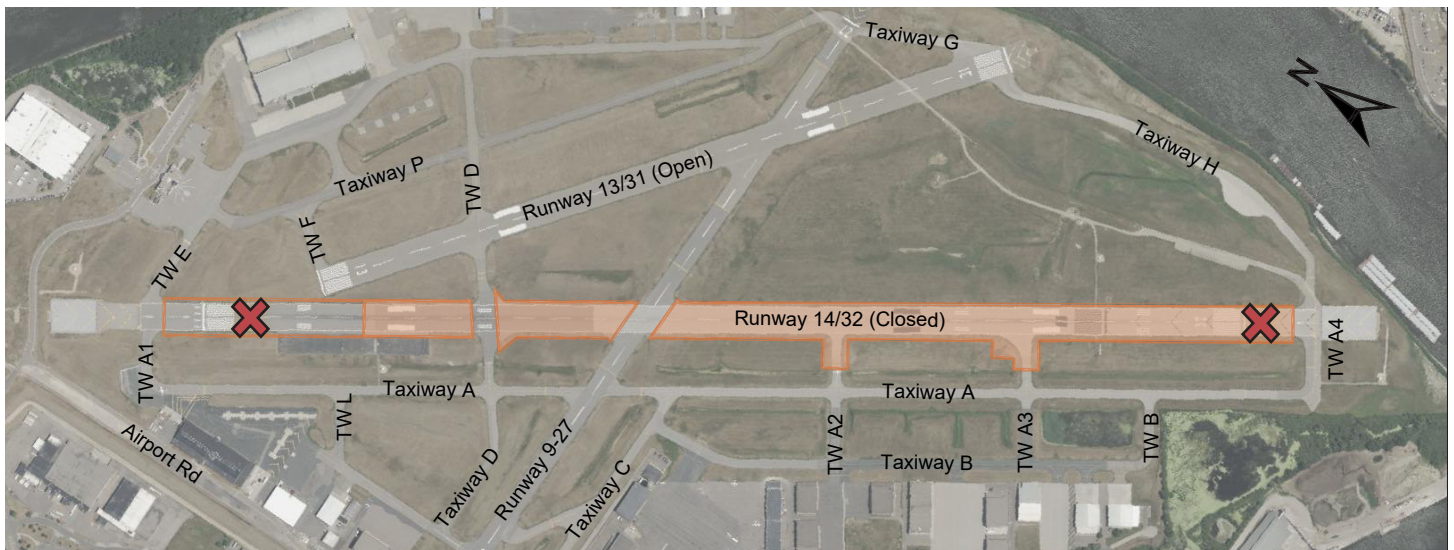 Taxiway G
N
Taxiway H
Taxiway P
TW D
Runway 13/31 (Open)
TW F
TW E
Runway 14/32 (Closed)
TW A1
TW A4
Taxiway A
Taxiway A
TW L
Airport Rd
TW A2
TW A3
TW B
Runway 9-27
Taxiway D
Taxiway C
Taxiway B